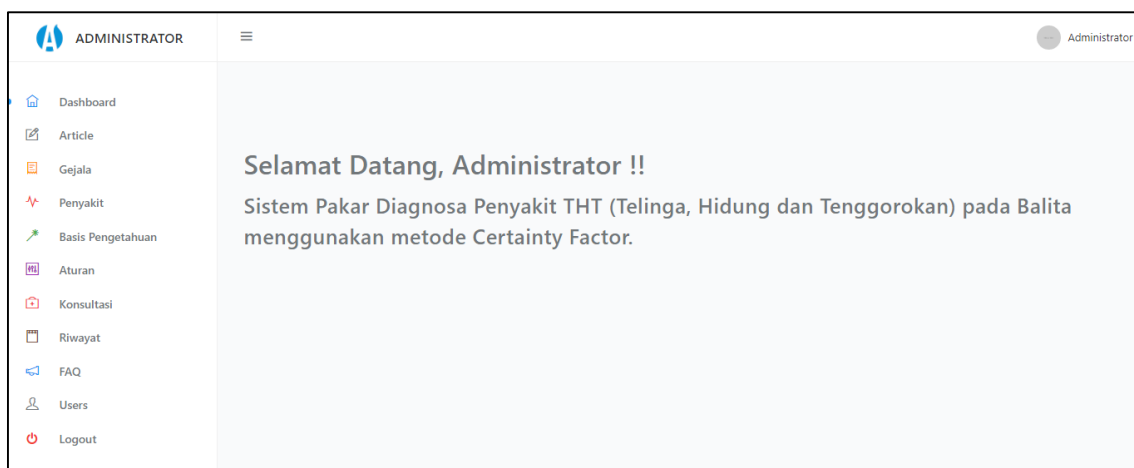 ADMINISTRATOR
Administrator
Dashboard
Article
Gejala
Penyakit
Basis Pengetahuan
Aturan
Konsultasi
Riwayat
FAQ
Users
Logout
Selamat Datang, Administrator !!
Sistem Pakar Diagnosa Penyakit THT (Telinga, Hidung dan Tenggorokan) pada Balita
menggunakan metode Certainty Factor.